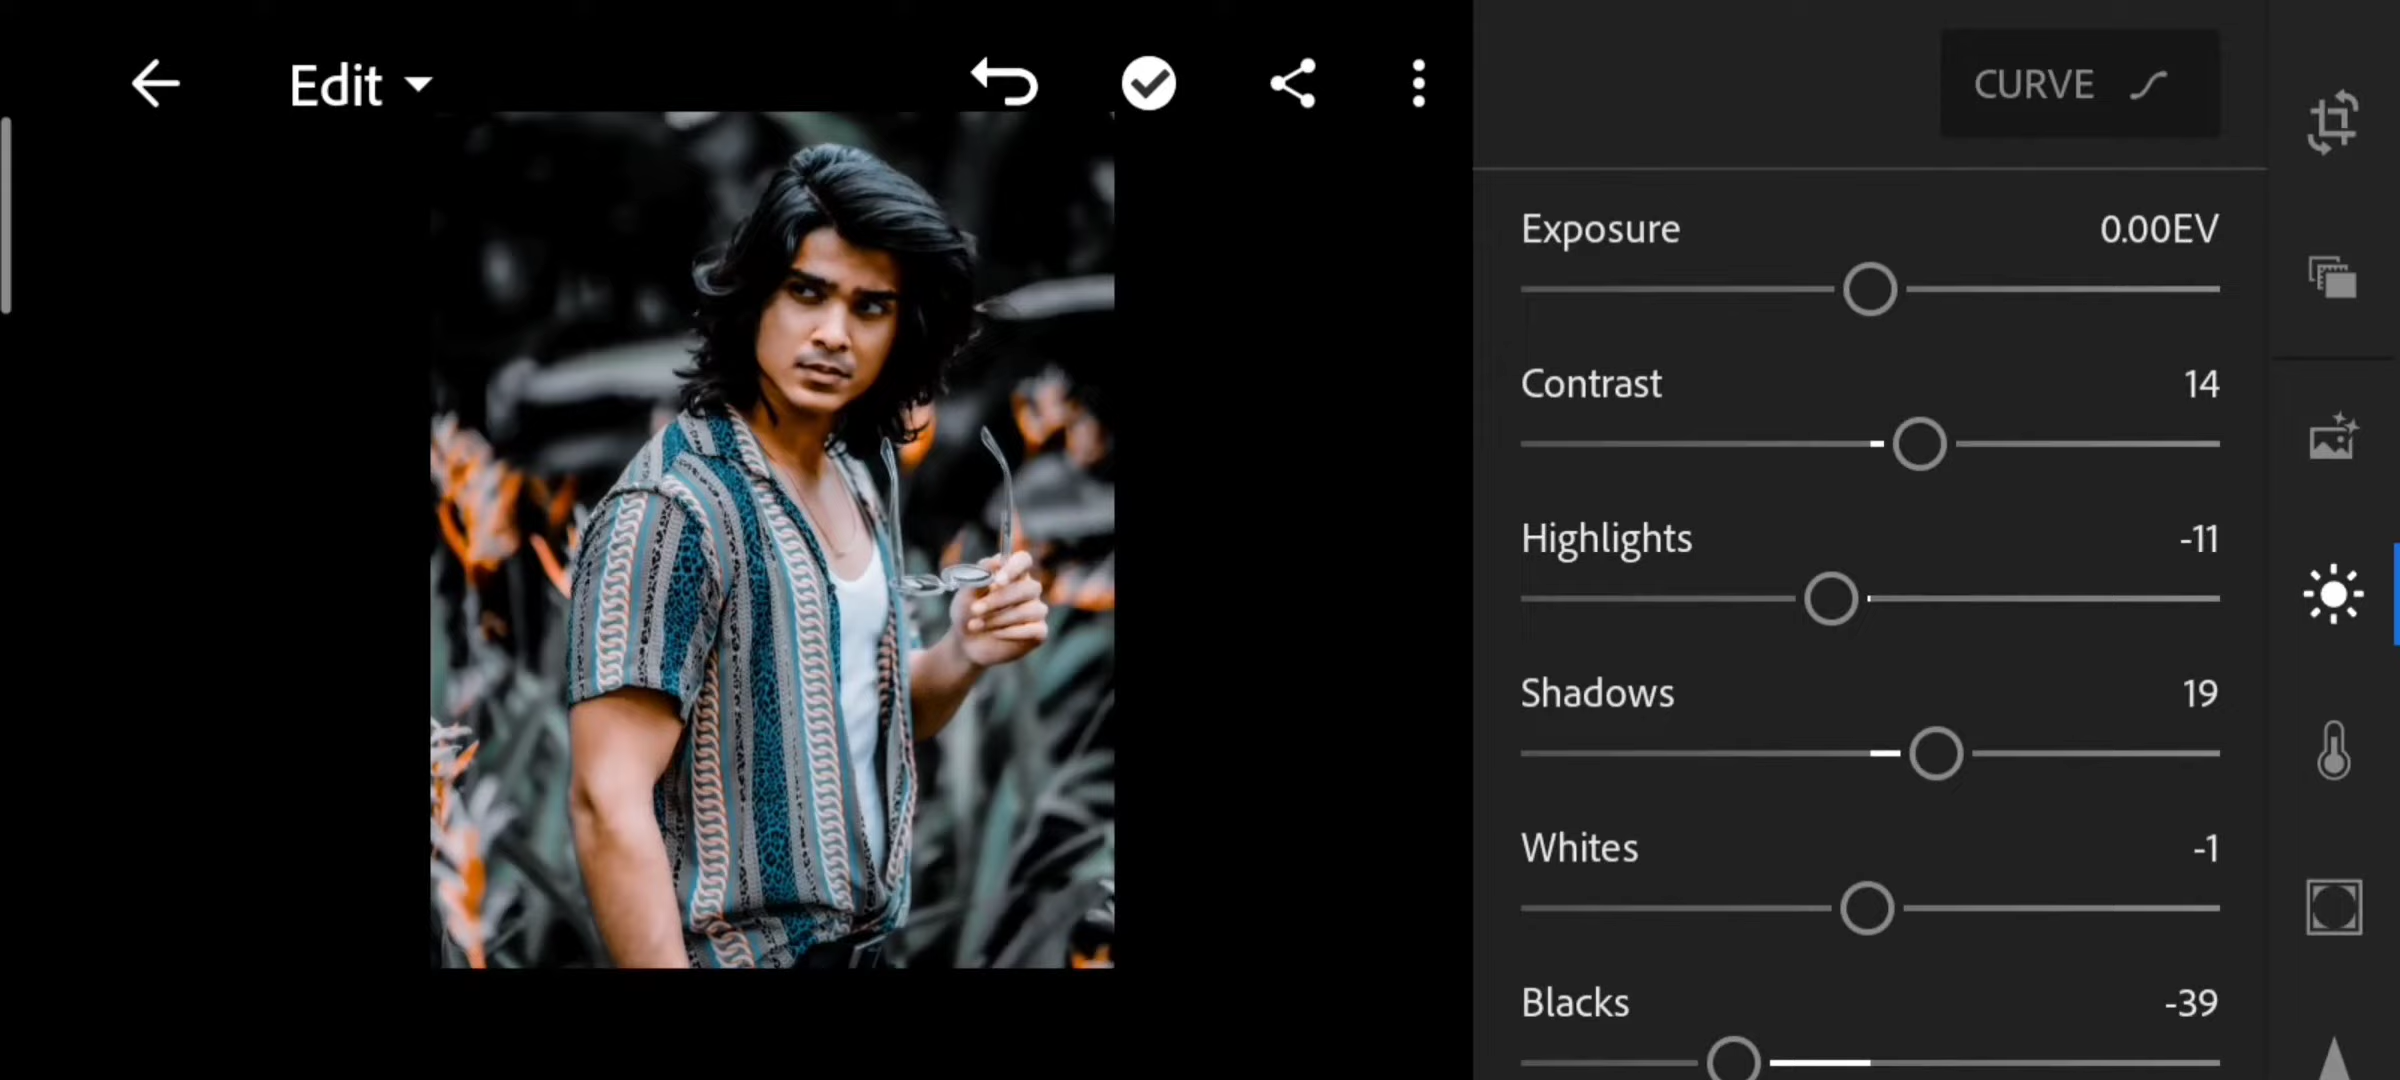 Edit
CURVE
Exposure 0.00EV
Contrast 14
Highlights -11
Shadows 19
Whites -1
Blacks -39